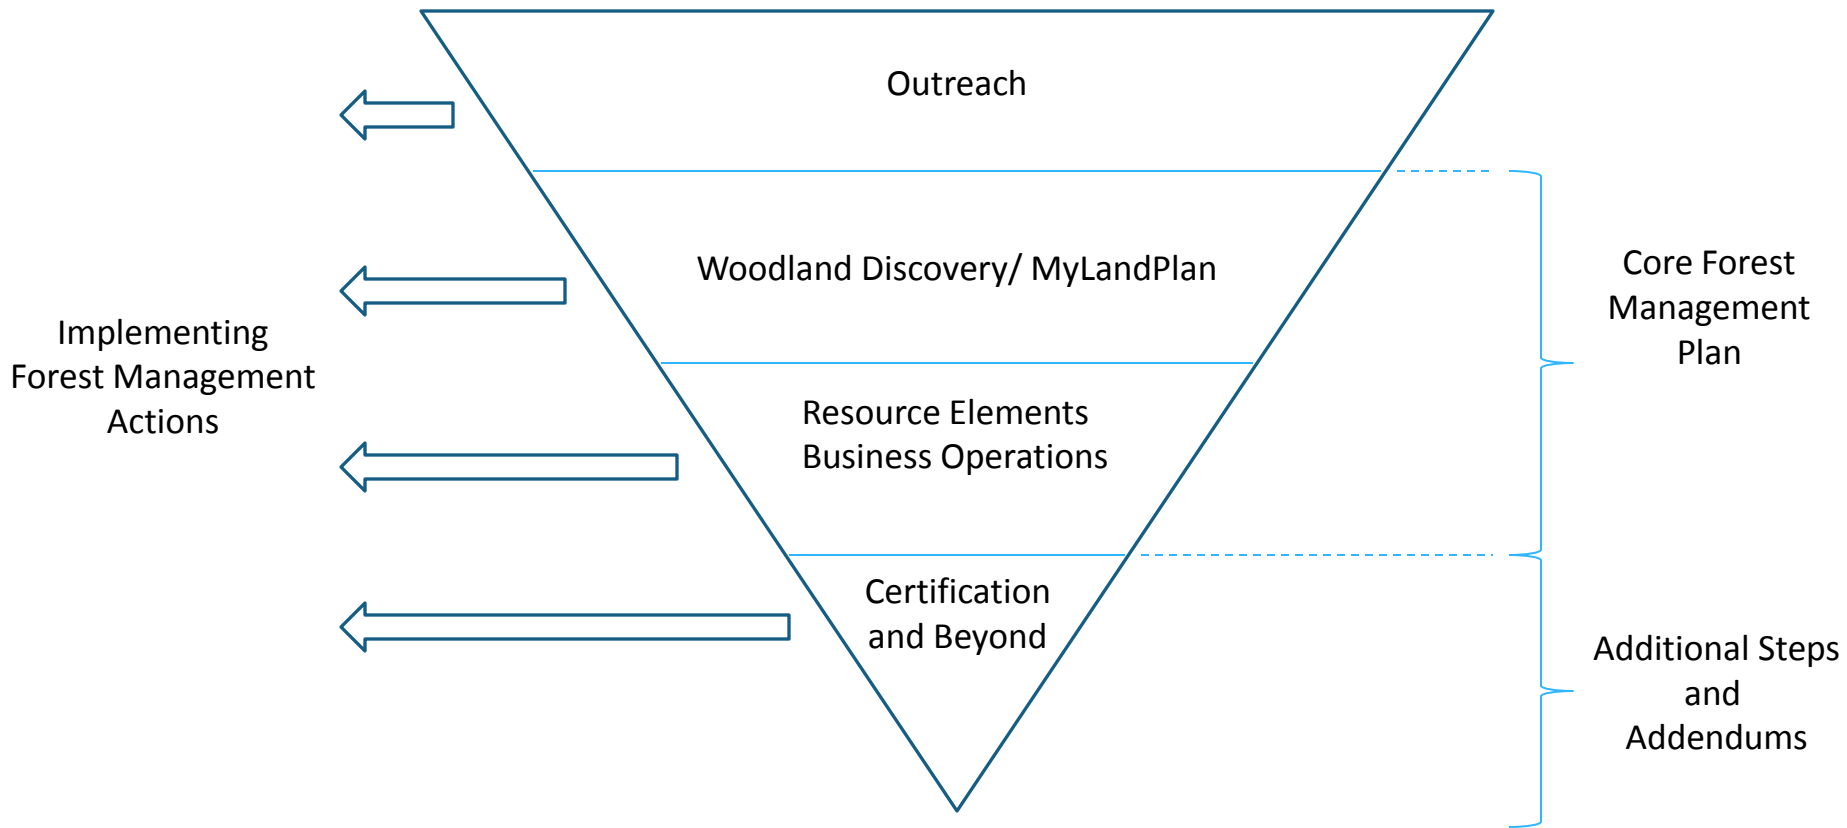 Outreach
Woodland Discovery/ MyLandPlan
Resource Elements
Business Operations
Certification
and Beyond
Implementing
Forest Management
Actions
Core Forest
Management
Plan
Additional Steps
and
Addendums